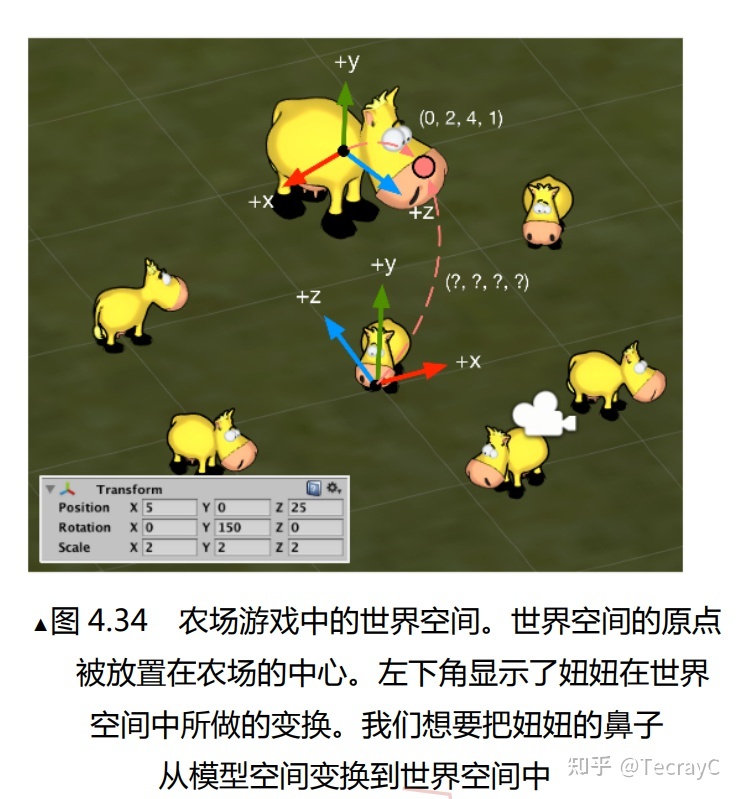 +y
(0, 2, 4, 1)
+x
+z
+y
(?, ?, ?, ?)
+z
+x
Transform
Position X 5 Y 0 Z 25
Rotation X 0 Y 150 Z 0
Scale X 2 Y 2 Z 2
▲图 4.34 农场游戏中的世界空间。世界空间的原点
被放置在农场的中心。左下角显示了妞妞在世界
空间中所做的变换。我们想要把妞妞的鼻子
从模型空间变换到世界空间中
知乎 @TecrayC